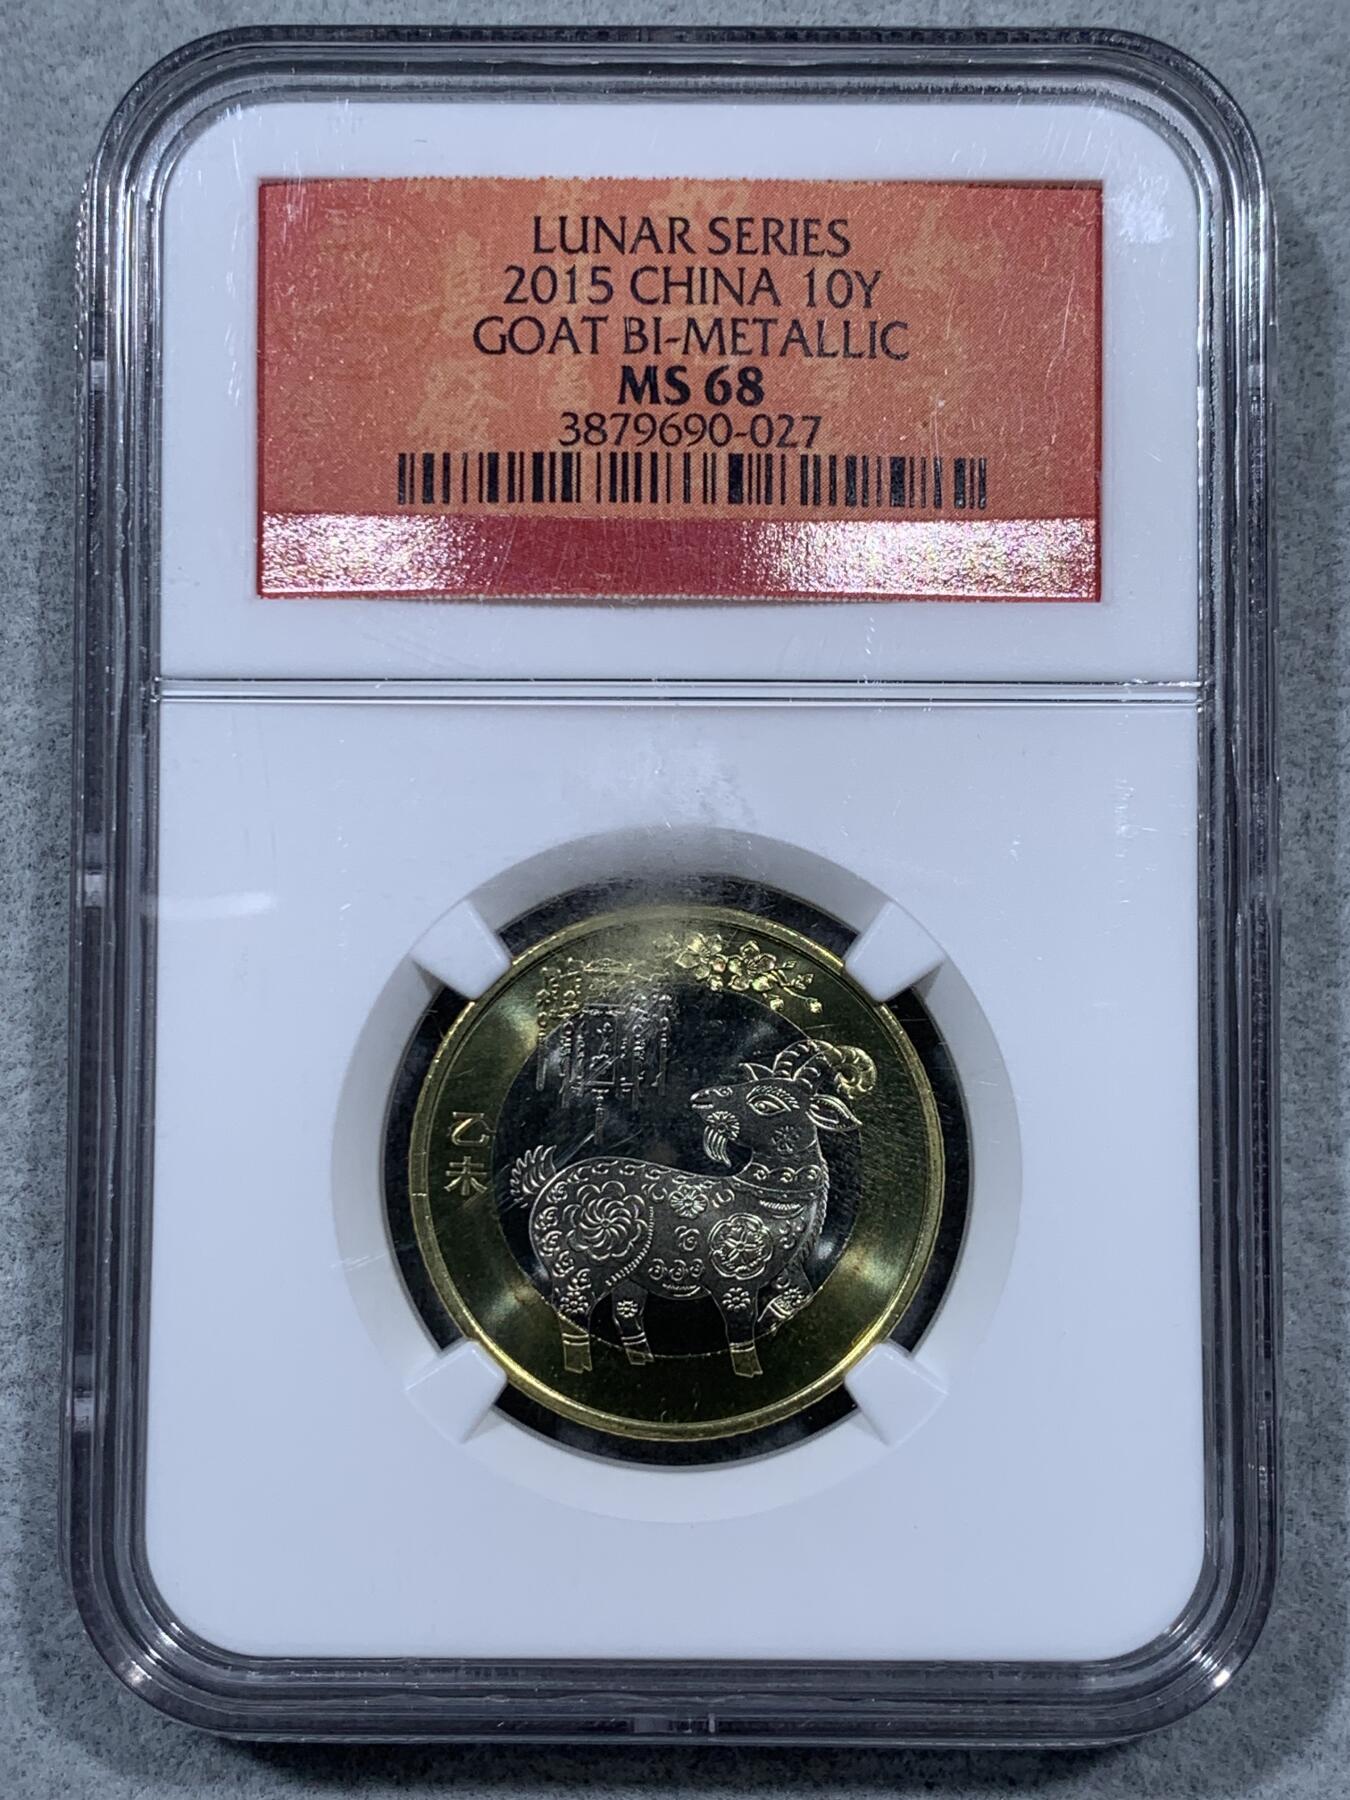 LUNAR SERIES
2015 CHINA 10Y
GOAT BI-METALLIC
MS 68
3879690-027
乙未